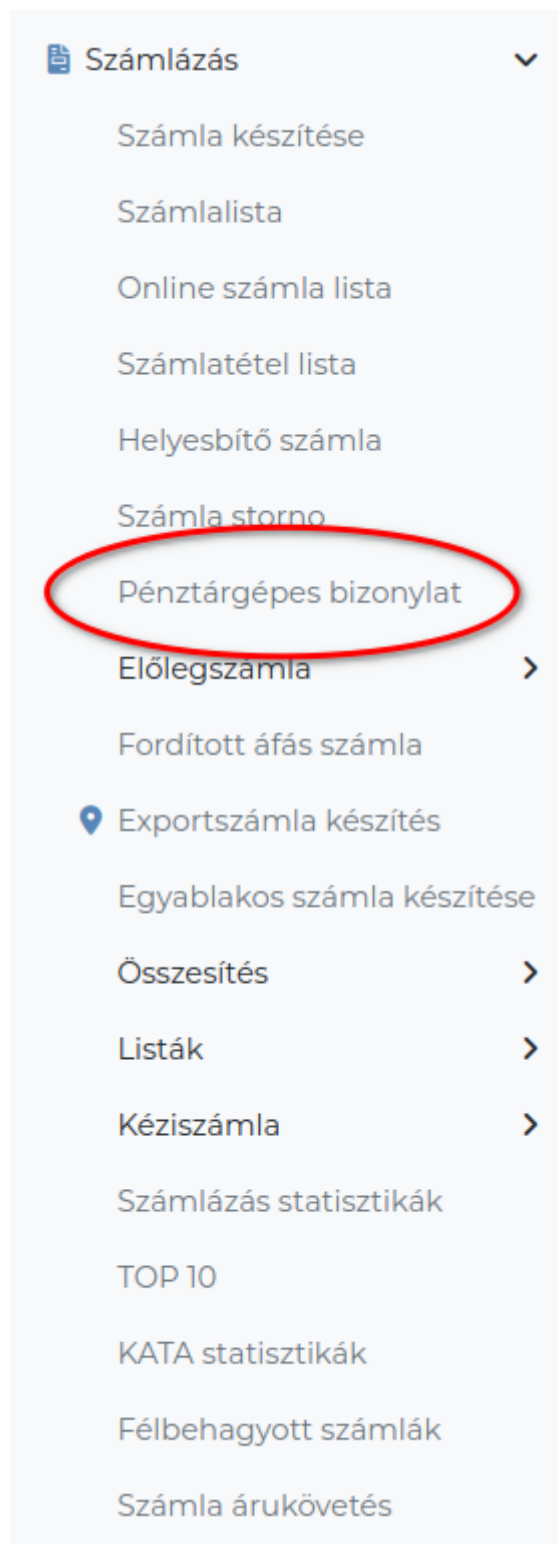 Számlázás
Számla készítése
Számlalista
Online számla lista
Számlatétel lista
Helyesbítő számla
Számla storno
Pénztárgépes bizonylat
Előlegszámla
Fordított áfás számla
Exportszámla készítés
Egyablakos számla készítése
Összesítés
Listák
Kéziszámla
Számlázás statisztikák
TOP 10
KATA statisztikák
Félbehagyott számlák
Számla árukövetés